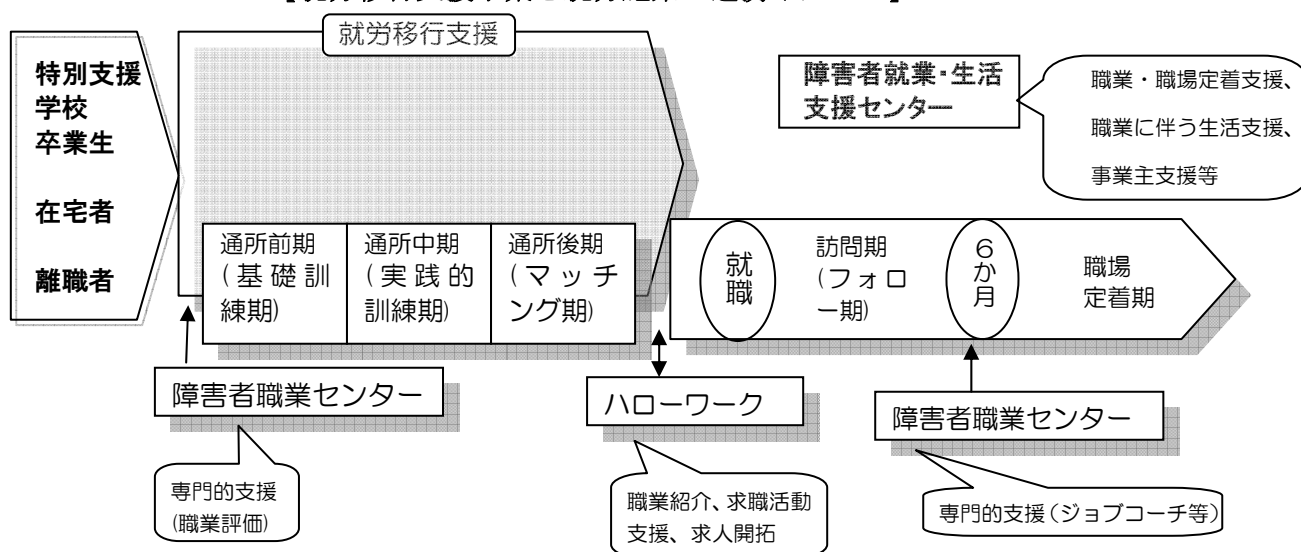 就労移行支援
特別支援
学校
卒業生
在宅者
離職者
障害者就業・生活
支援センター
職業・職場定着支援、
職業に伴う生活支援、
事業主支援等
通所前期
(基礎訓
練期)
通所中期
(実践的
訓練期)
通所後期
(マッチ
ング期)
就職
訪問期
(フォロ
ー期)
6か月
職場
定着期
障害者職業センター
ハローワーク
障害者職業センター
専門的支援
(職業評価)
職業紹介、求職活動
支援、求人開拓
専門的支援(ジョブコーチ等)